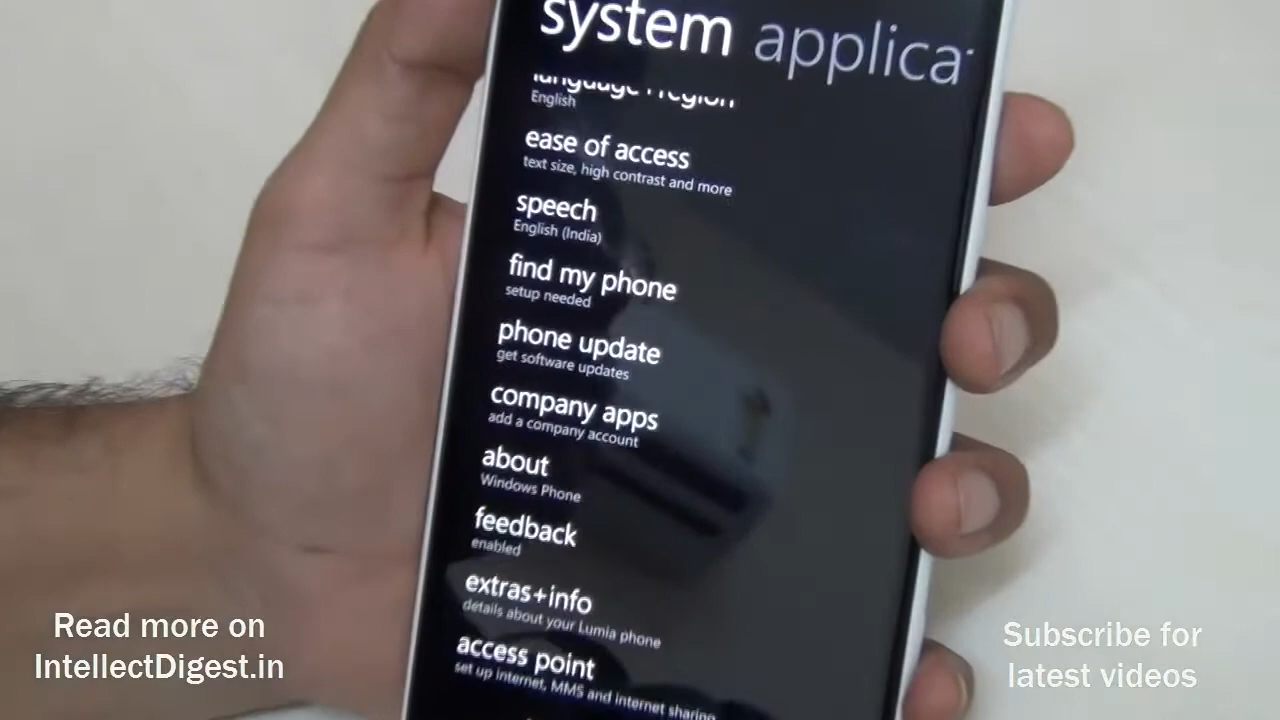 system applica
language+region
English
ease of access
text size, high contrast and more
speech
English (India)
find my phone
setup needed
phone update
get software updates
company apps
add a company account
about
Windows Phone
feedback
enabled
extras+info
details about your Lumia phone
access point
set up internet, MMS and internet sharing
Read more on
IntellectDigest.in
Subscribe for
latest videos